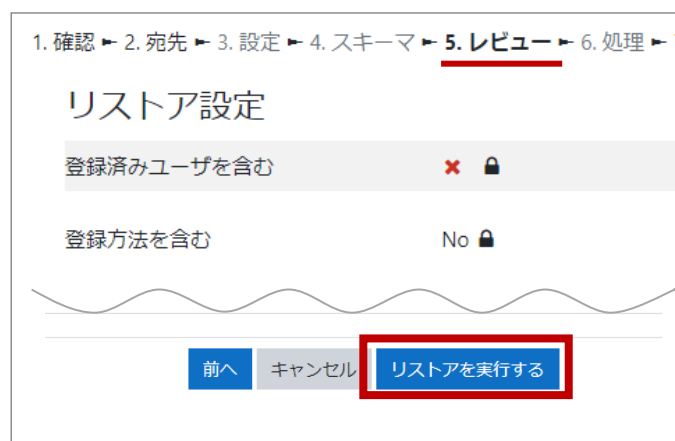 1. 確認 ► 2. 宛先 ► 3. 設定 ► 4. スキーマ ► 5. レビュー ► 6. 処理 ►
リストア設定
登録済みユーザを含む
登録方法を含む No
前へ キャンセル リストアを実行する